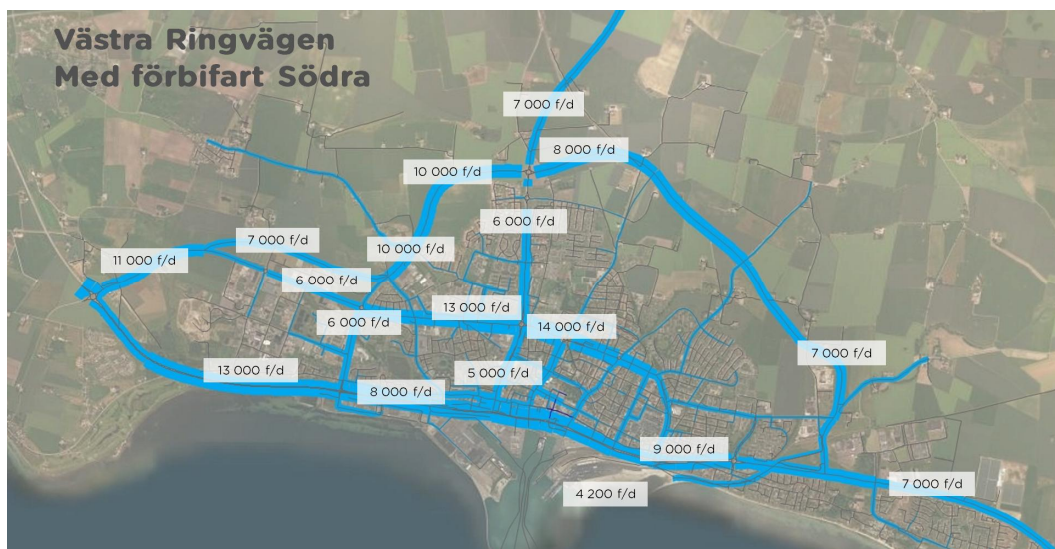 Västra Ringvägen
Med förbifart Södra
7 000 f/d
8 000 f/d
10 000 f/d
6 000 f/d
7 000 f/d
10 000 f/d
11 000 f/d
6 000 f/d
13 000 f/d
6 000 f/d
14 000 f/d
7 000 f/d
13 000 f/d
5 000 f/d
8 000 f/d
9 000 f/d
7 000 f/d
4 200 f/d